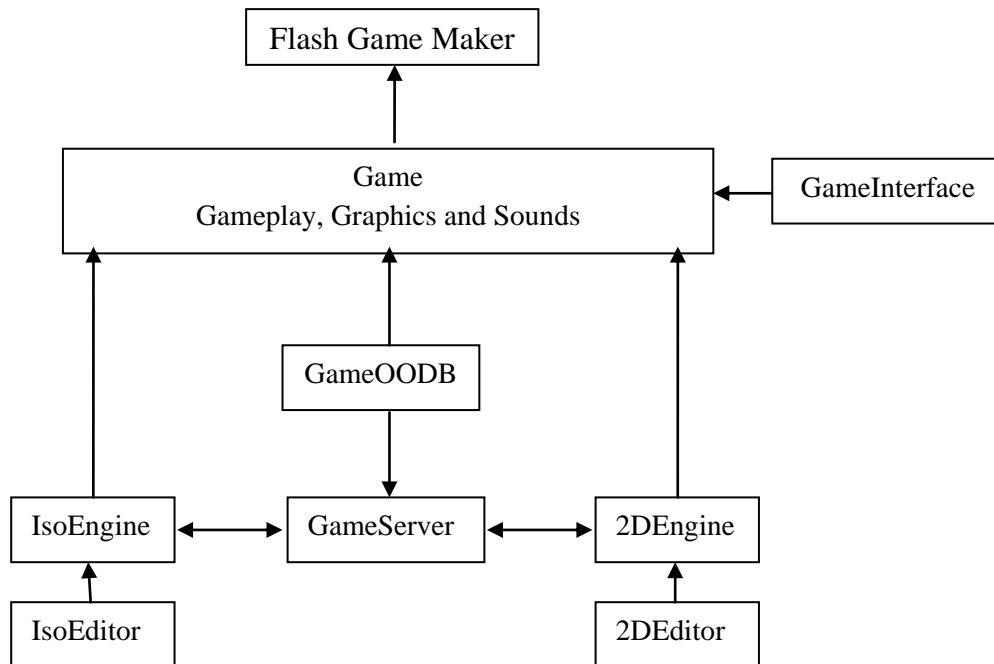 Flash Game Maker
Game
Gameplay, Graphics and Sounds
GameInterface
GameOODB
IsoEngine
GameServer
2DEngine
IsoEditor
2DEditor